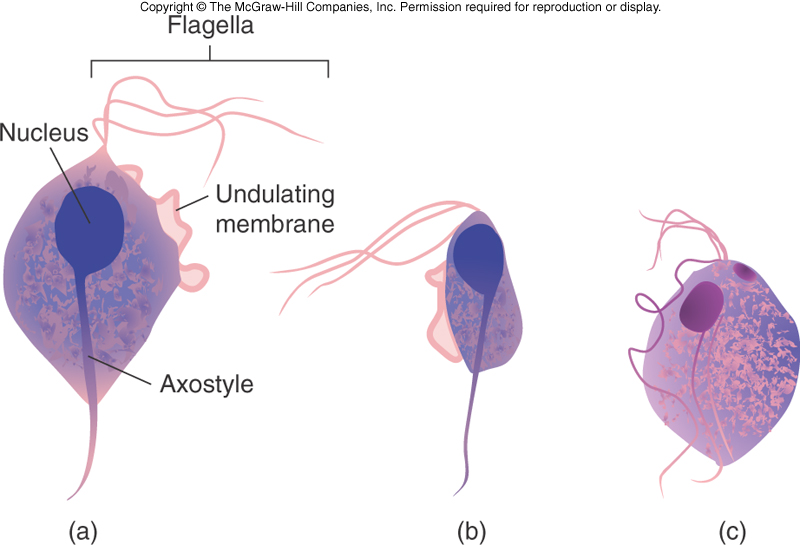 Copyright © The McGraw-Hill Companies, Inc. Permission required for reproduction or display.
Flagella
Nucleus
Undulating
membrane
Axostyle
(a)
(b)
(c)